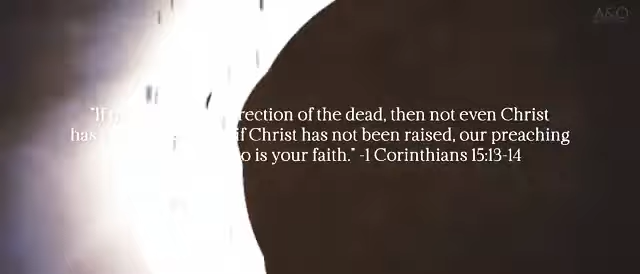 A&O
"If rection of the dead, then not even Christ
has if Christ has not been raised, our preaching
o is your faith." -1 Corinthians 15:13-14